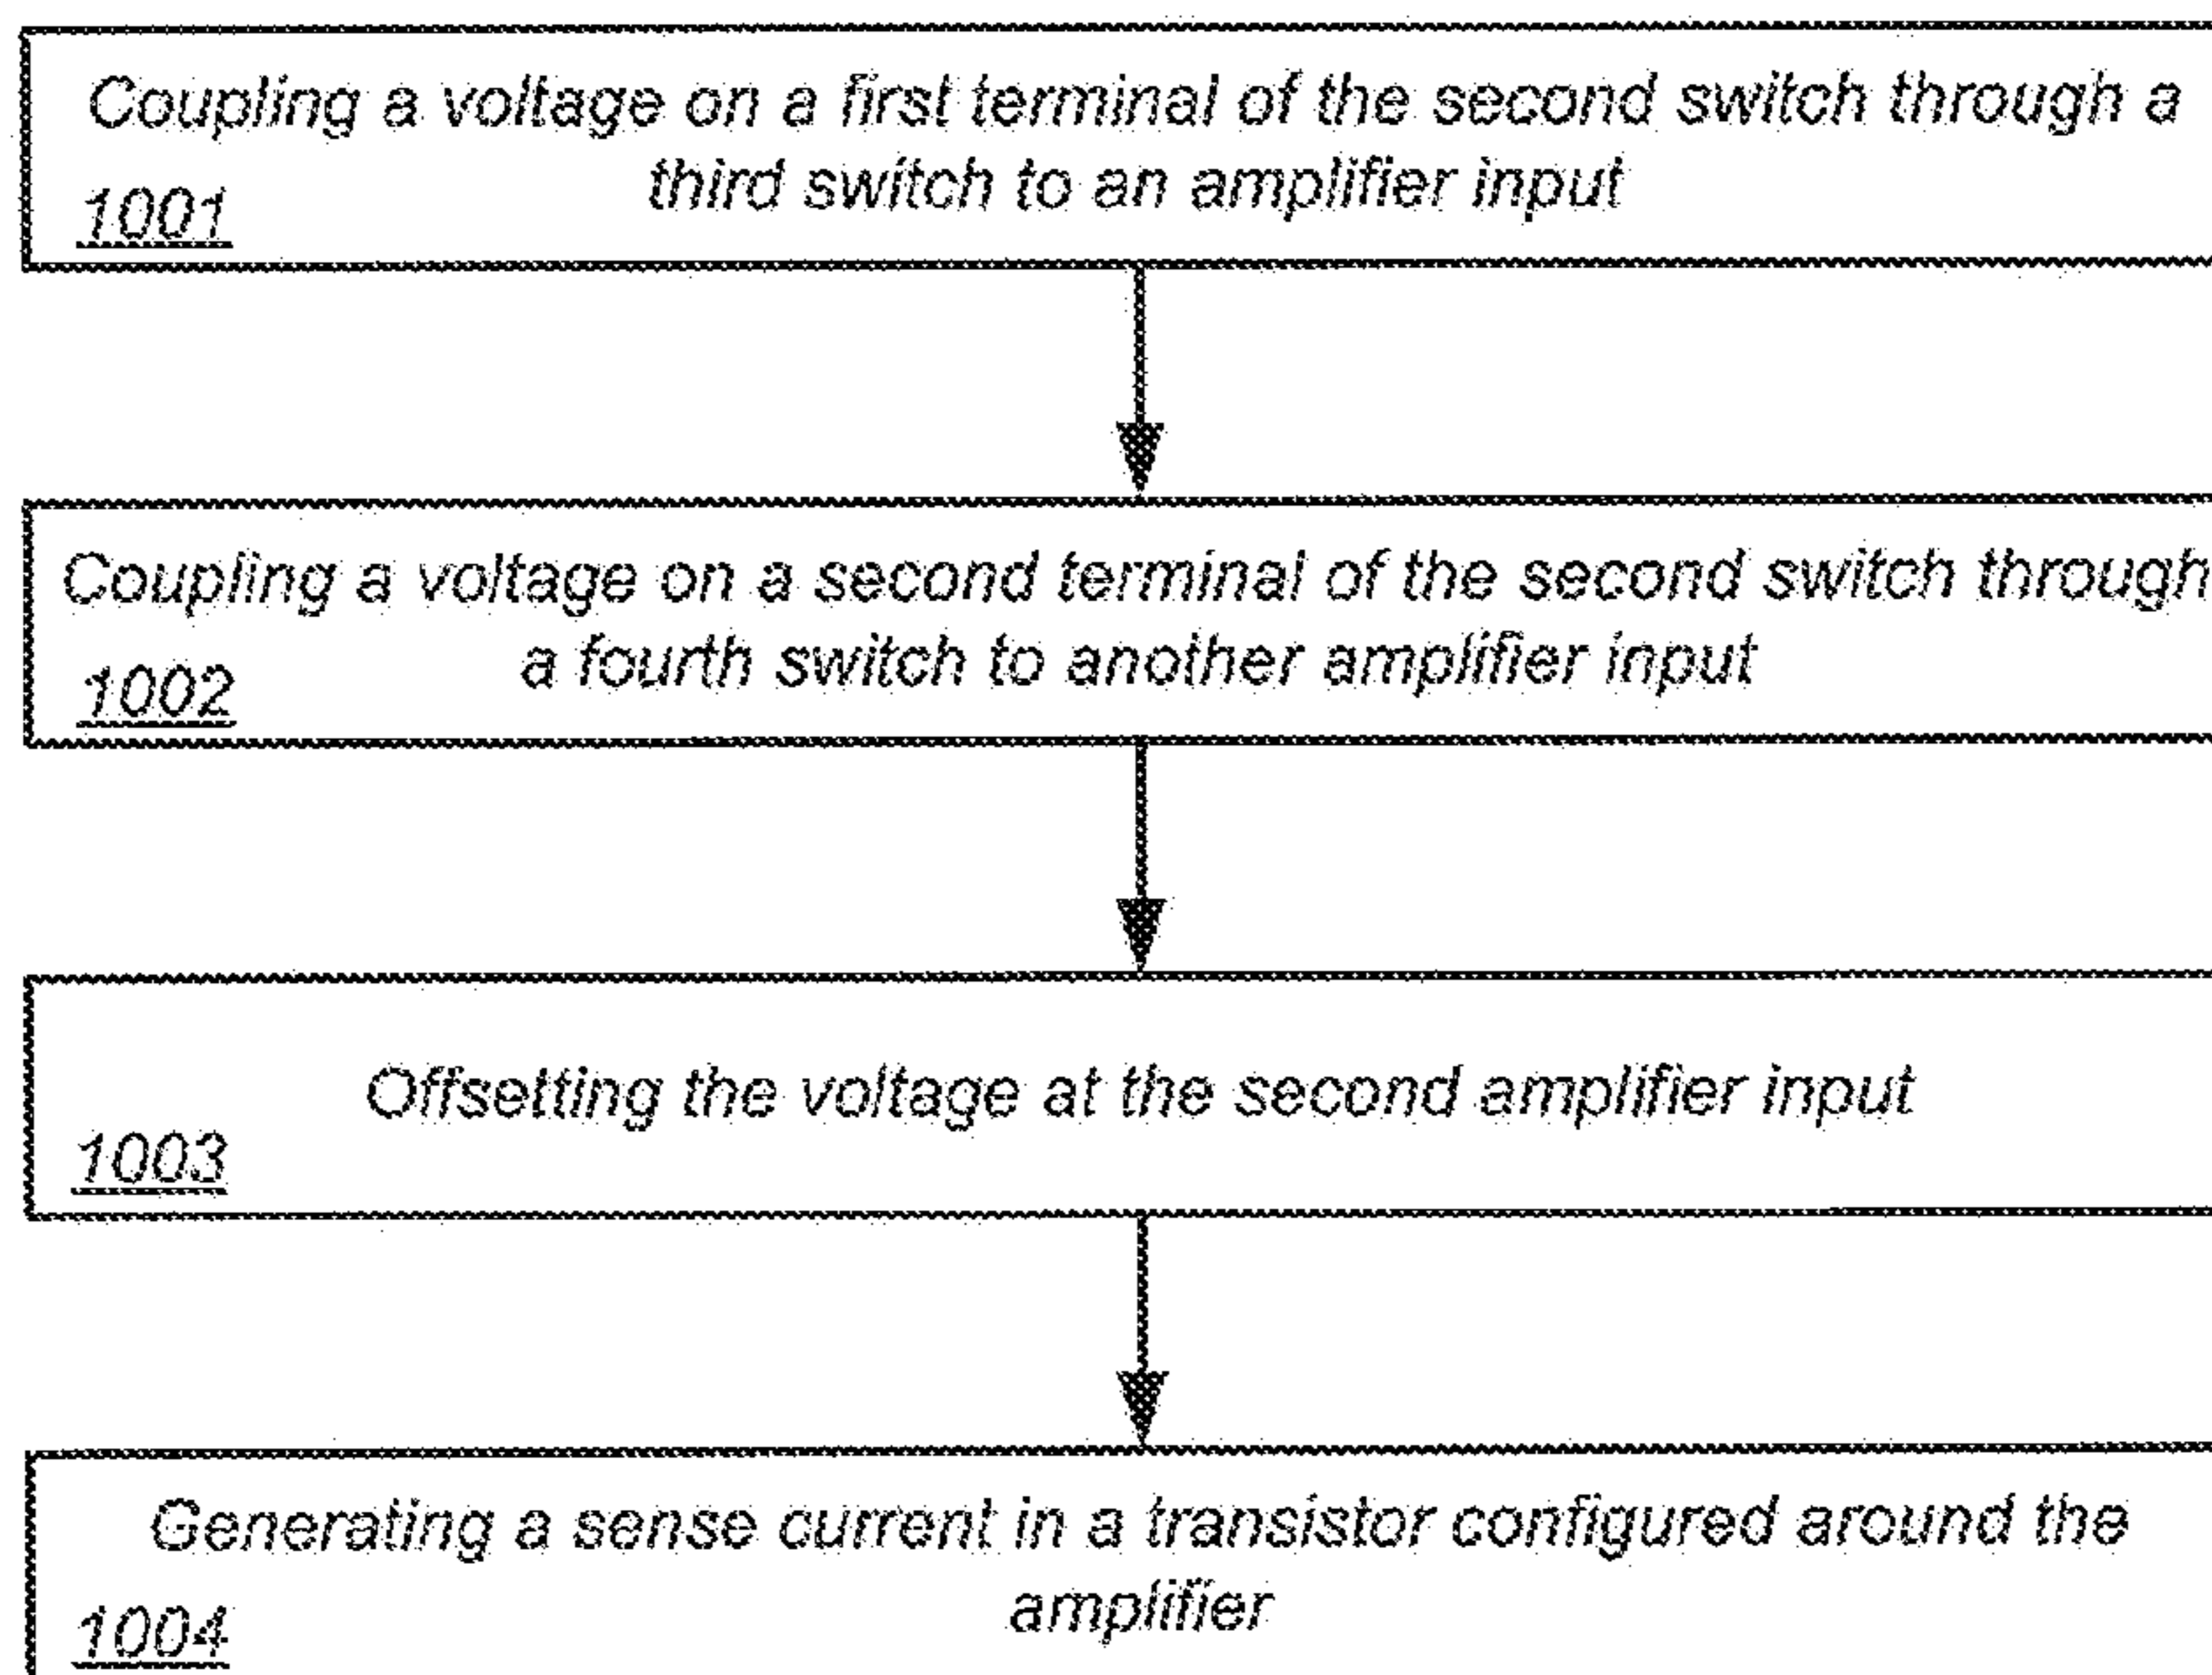 Coupling a voltage on a first terminal of the second switch through a
third switch to an amplifier input
1001
Coupling a voltage on a second terminal of the second switch through
a fourth switch to another amplifier input
1002
Offsetting the voltage at the second amplifier input
1003
Generating a sense current in a transistor configured around the
amplifier
1004